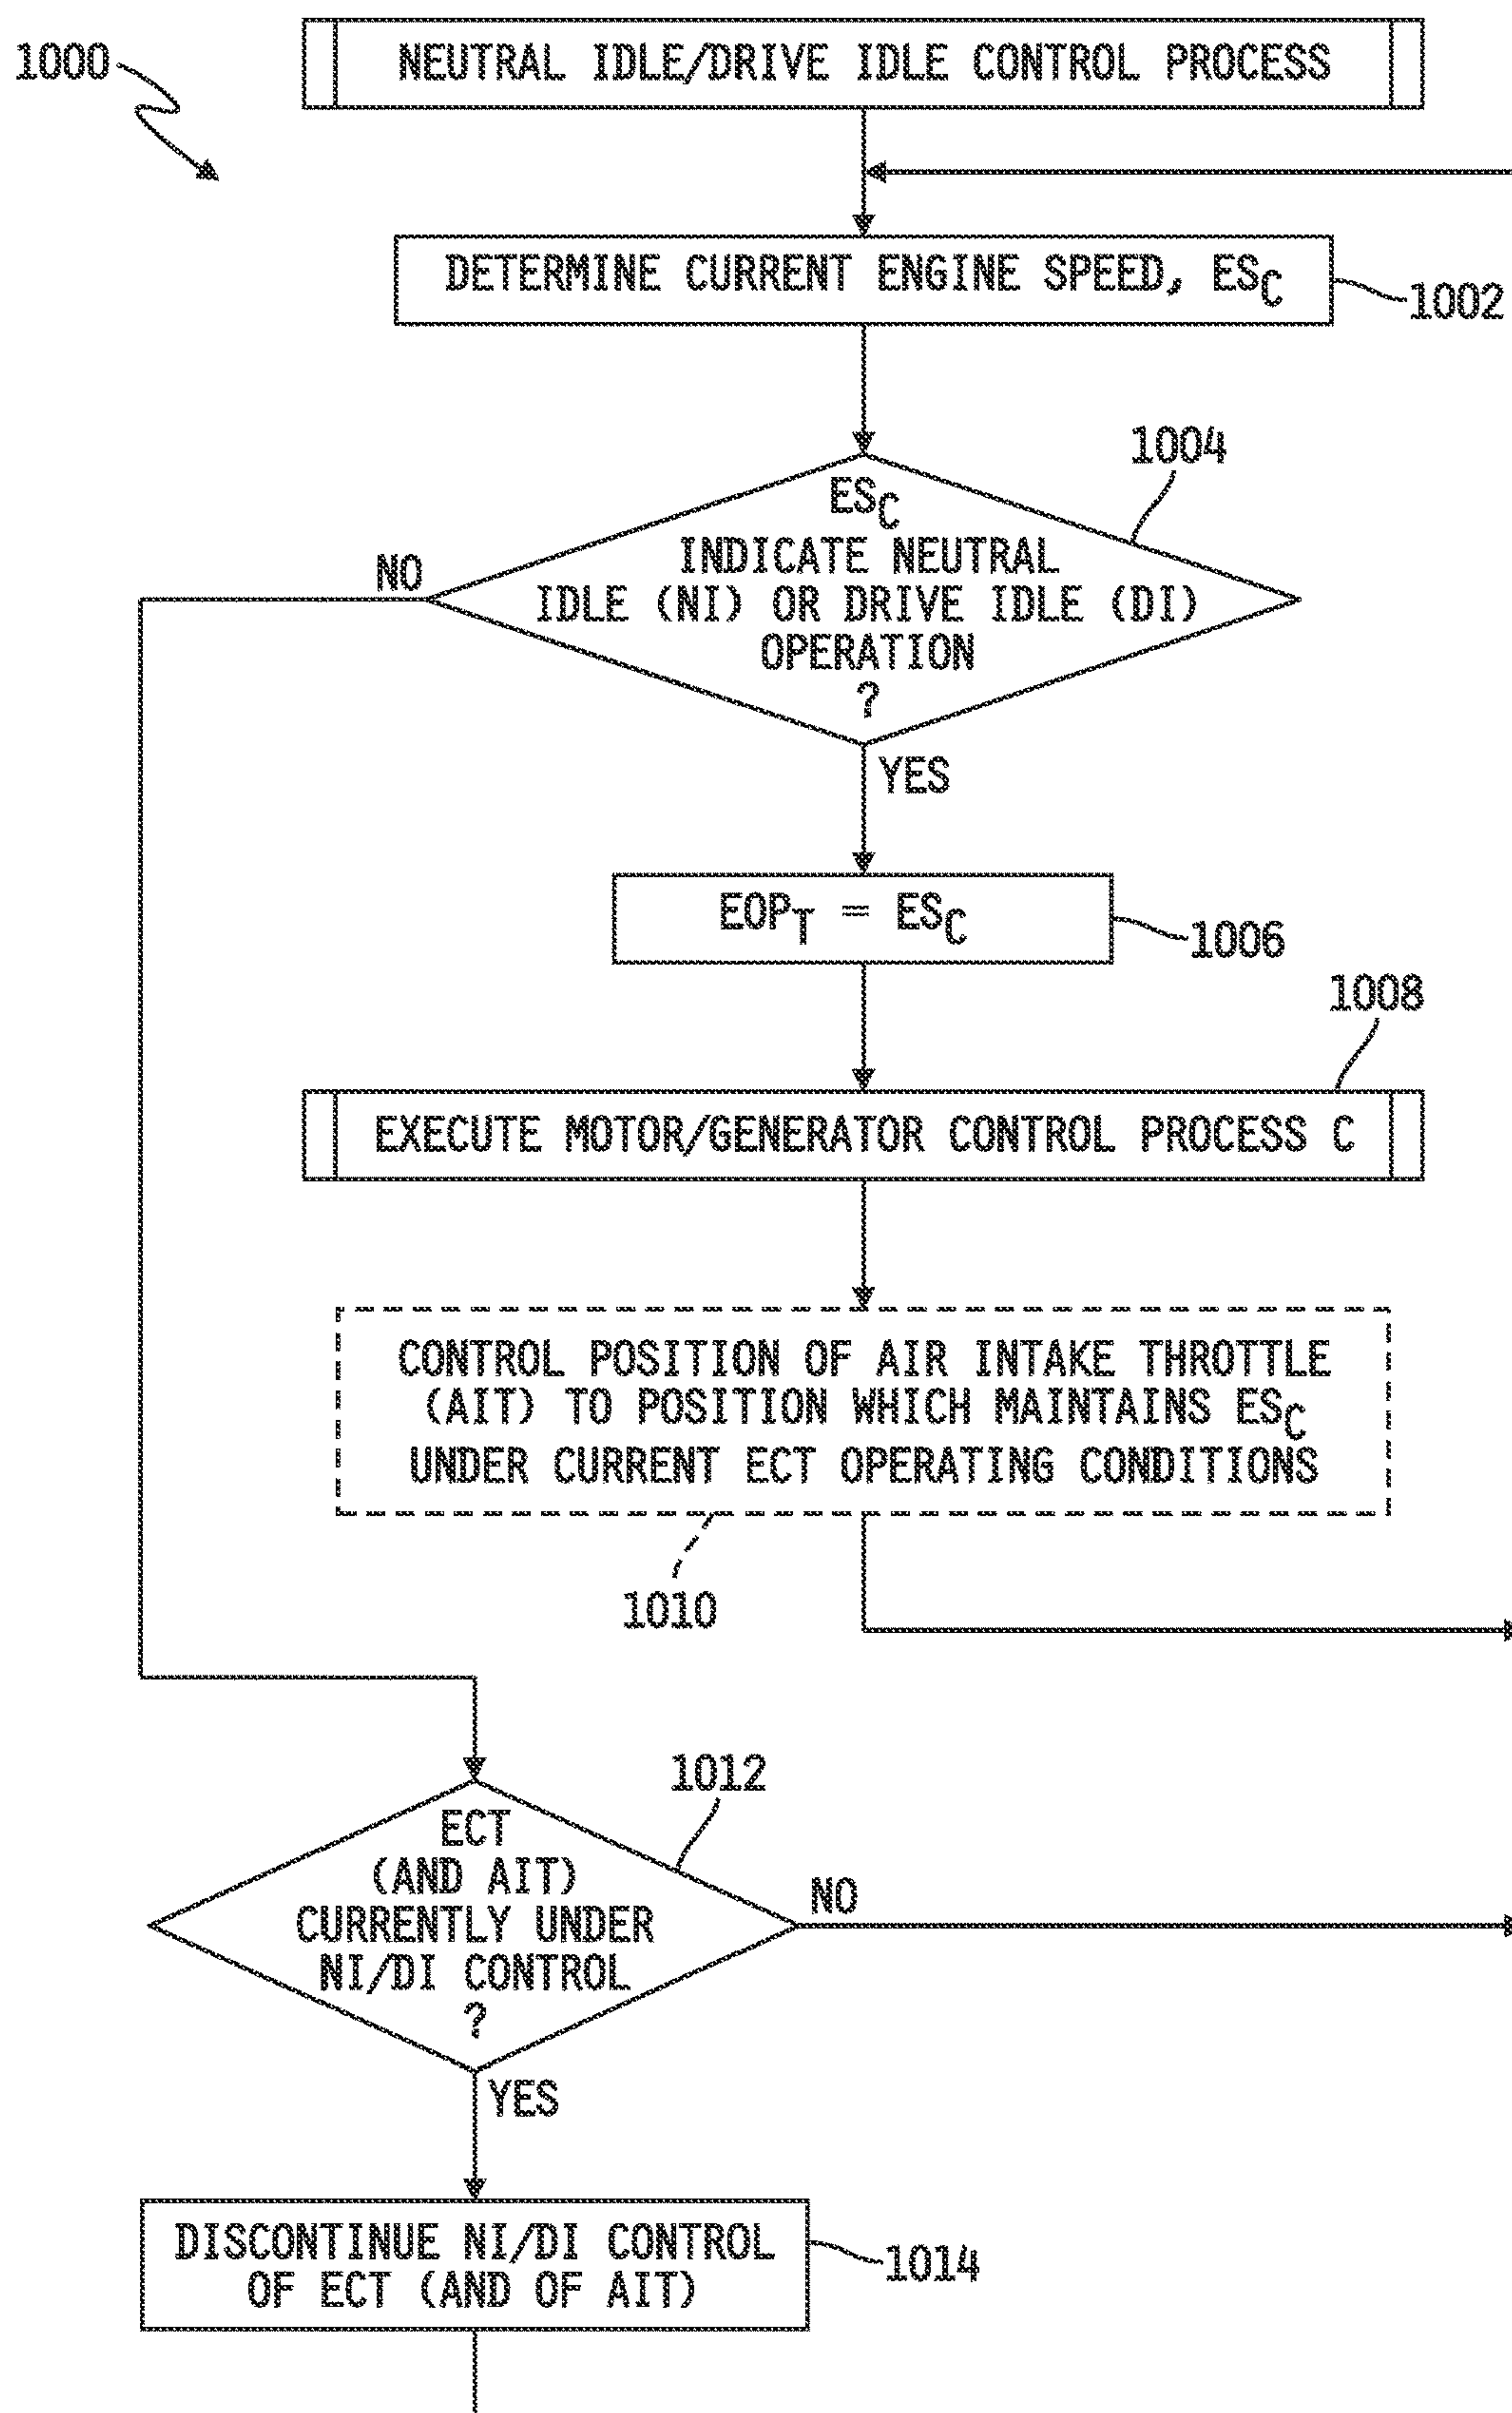 1000
NEUTRAL IDLE/DRIVE IDLE CONTROL PROCESS
DETERMINE CURRENT ENGINE SPEED, ESC
1002
1004
ESC
INDICATE NEUTRAL
IDLE (NI) OR DRIVE IDLE (DI)
OPERATION
?
NO
YES
EOPT = ESC
1006
1008
EXECUTE MOTOR/GENERATOR CONTROL PROCESS C
CONTROL POSITION OF AIR INTAKE THROTTLE
(AIT) TO POSITION WHICH MAINTAINS ESC
UNDER CURRENT ECT OPERATING CONDITIONS
1010
1012
ECT
(AND AIT)
CURRENTLY UNDER
NI/DI CONTROL
?
NO
YES
DISCONTINUE NI/DI CONTROL
OF ECT (AND OF AIT)
1014